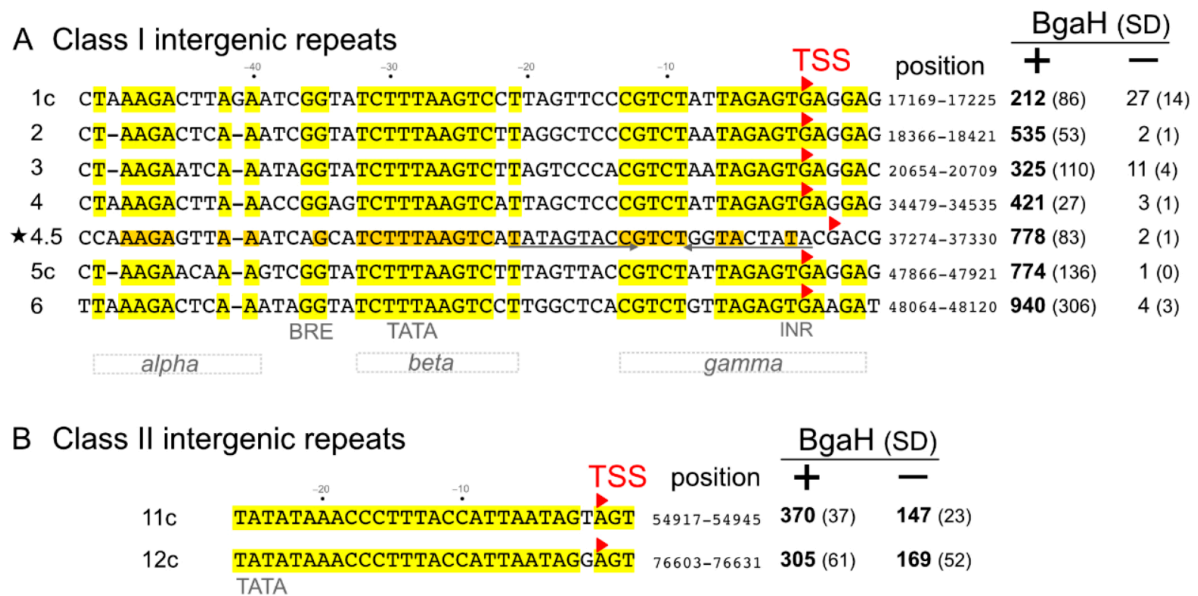 A Class I intergenic repeats
BgaH (SD)
−40 −30 −20 −10 TSS position + −
1c CTAAAGACTTAGAATCGGTATCTTTAAGTCCTTAGTTCCCGTCTATTAGAGTGAGGAG 17169-17225 212 (86) 27 (14)
2 CT-AAGACTCA-AATCGGTATCTTTAAGTCTTAGGCTCCCGTCTAATAGAGTGAGGAG 18366-18421 535 (53) 2 (1)
3 CT-AAGAATCA-AATAGGTATCTTTAAGTCTTAGTCCCACGTCTATTAGAGTGAGGAC 20654-20709 325 (110) 11 (4)
4 CTAAAGACTTA-AACCGGAGTCTTTAAGTCATTAGCTCCCGTCTATTAGAGTGAGGAG 34479-34535 421 (27) 3 (1)
★4.5 CCAAAGAGTTA-AATCAGCATCTTTAAGTCATATAGTACCGTCTGGTACTATACGACG 37274-37330 778 (83) 2 (1)
5c CT-AAGAACAA-AGTCGGTATCTTTAAGTCTTTAGTTACCGTCTATTAGAGTGAGGAG 47866-47921 774 (136) 1 (0)
6 TTAAAGACTCA-AATAGGTATCTTTAAGTCCTTGGCTCACGTCTGTTAGAGTGAAGAT 48064-48120 940 (306) 4 (3)
BRE TATA INR
alpha beta gamma
B Class II intergenic repeats
BgaH (SD)
−20 −10 TSS position + −
11c TATATAAACCCTTTACCATTAATAGTAGT 54917-54945 370 (37) 147 (23)
12c TATATAAACCCTTTACCATTAATAGGAGT 76603-76631 305 (61) 169 (52)
TATA